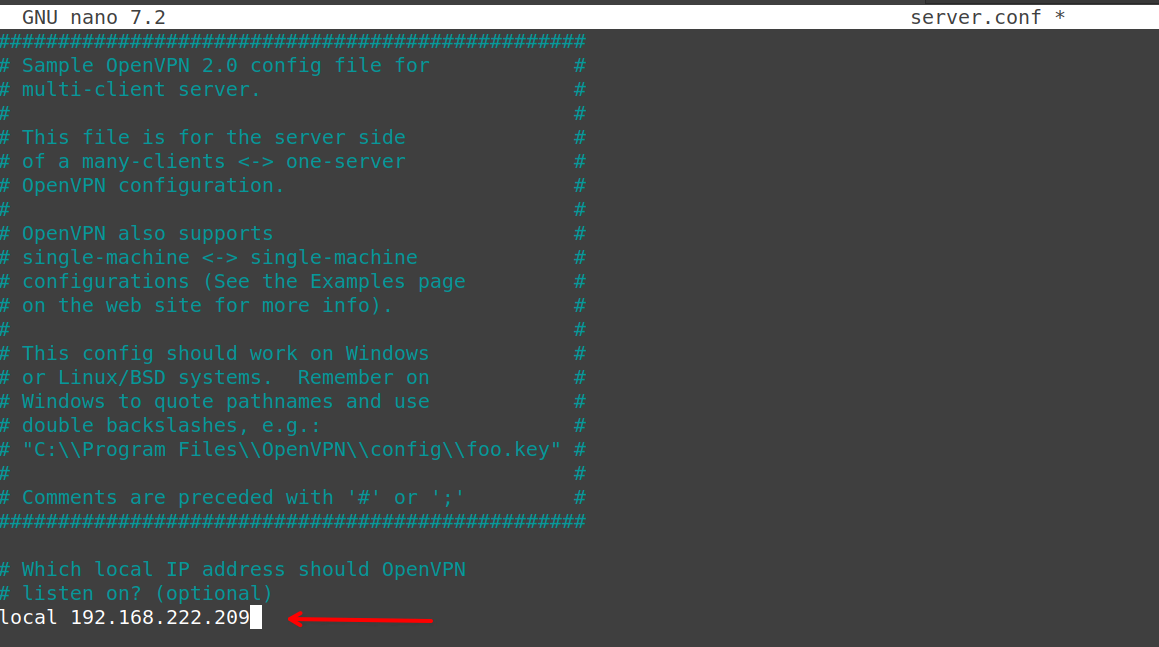 GNU nano 7.2 server.conf *
#################################################
# Sample OpenVPN 2.0 config file for            #
# multi-client server.                          #
#                                               #
# This file is for the server side              #
# of a many-clients <-> one-server              #
# OpenVPN configuration.                        #
#                                               #
# OpenVPN also supports                         #
# single-machine <-> single-machine             #
# configurations (See the Examples page         #
# on the web site for more info).               #
#                                               #
# This config should work on Windows            #
# or Linux/BSD systems.  Remember on            #
# Windows to quote pathnames and use            #
# double backslashes, e.g.:                     #
# "C:\\Program Files\\OpenVPN\\config\\foo.key" #
#                                               #
# Comments are preceded with '#' or ';'         #
#################################################
# Which local IP address should OpenVPN
# listen on? (optional)
local 192.168.222.209